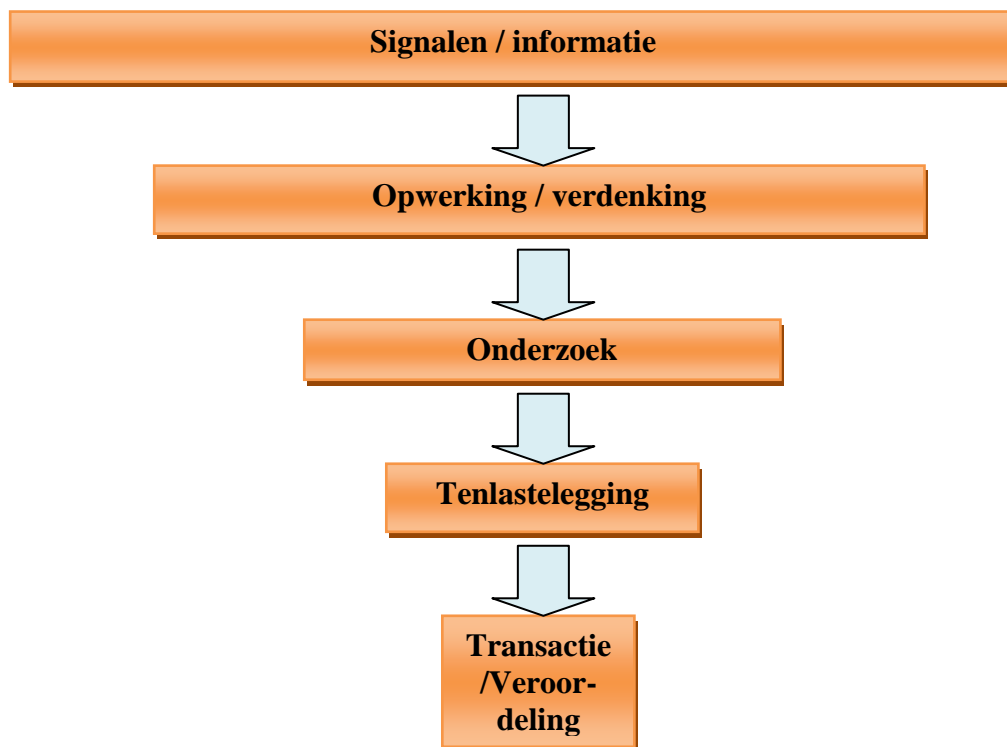 Signalen / informatie
Opwerking / verdenking
Onderzoek
Tenlastelegging
Transactie
/Veroor-
deling